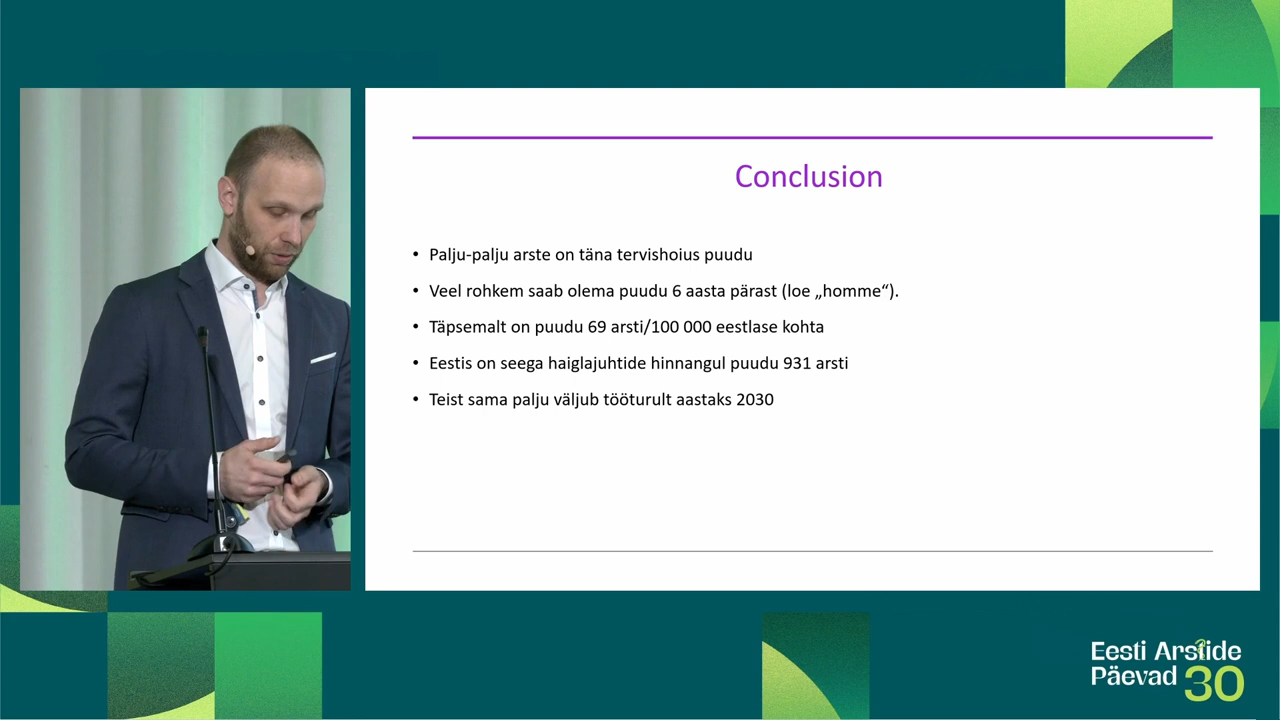 Conclusion
• Palju-palju arste on täna tervishoius puudu
• Veel rohkem saab olema puudu 6 aasta pärast (loe „homme“).
• Täpsemalt on puudu 69 arsti/100 000 eestlase kohta
• Eestis on seega haiglajuhtide hinnangul puudu 931 arsti
• Teist sama palju väljub tööturult aastaks 2030
Eesti Arstide
Päevad 30